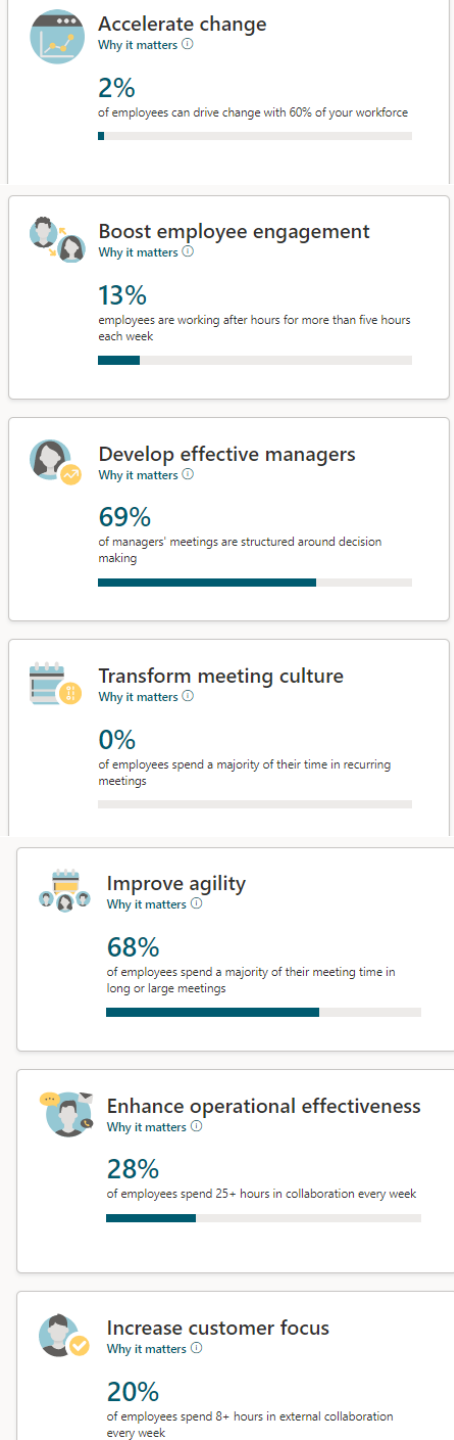 Accelerate change
Why it matters
2%
of employees can drive change with 60% of your workforce
Boost employee engagement
Why it matters
13%
employees are working after hours for more than five hours
each week
Develop effective managers
Why it matters
69%
of managers' meetings are structured around decision
making
Transform meeting culture
Why it matters
0%
of employees spend a majority of their time in recurring
meetings
Improve agility
Why it matters
68%
of employees spend a majority of their meeting time in
long or large meetings
Enhance operational effectiveness
Why it matters
28%
of employees spend 25+ hours in collaboration every week
Increase customer focus
Why it matters
20%
of employees spend 8+ hours in external collaboration
every week